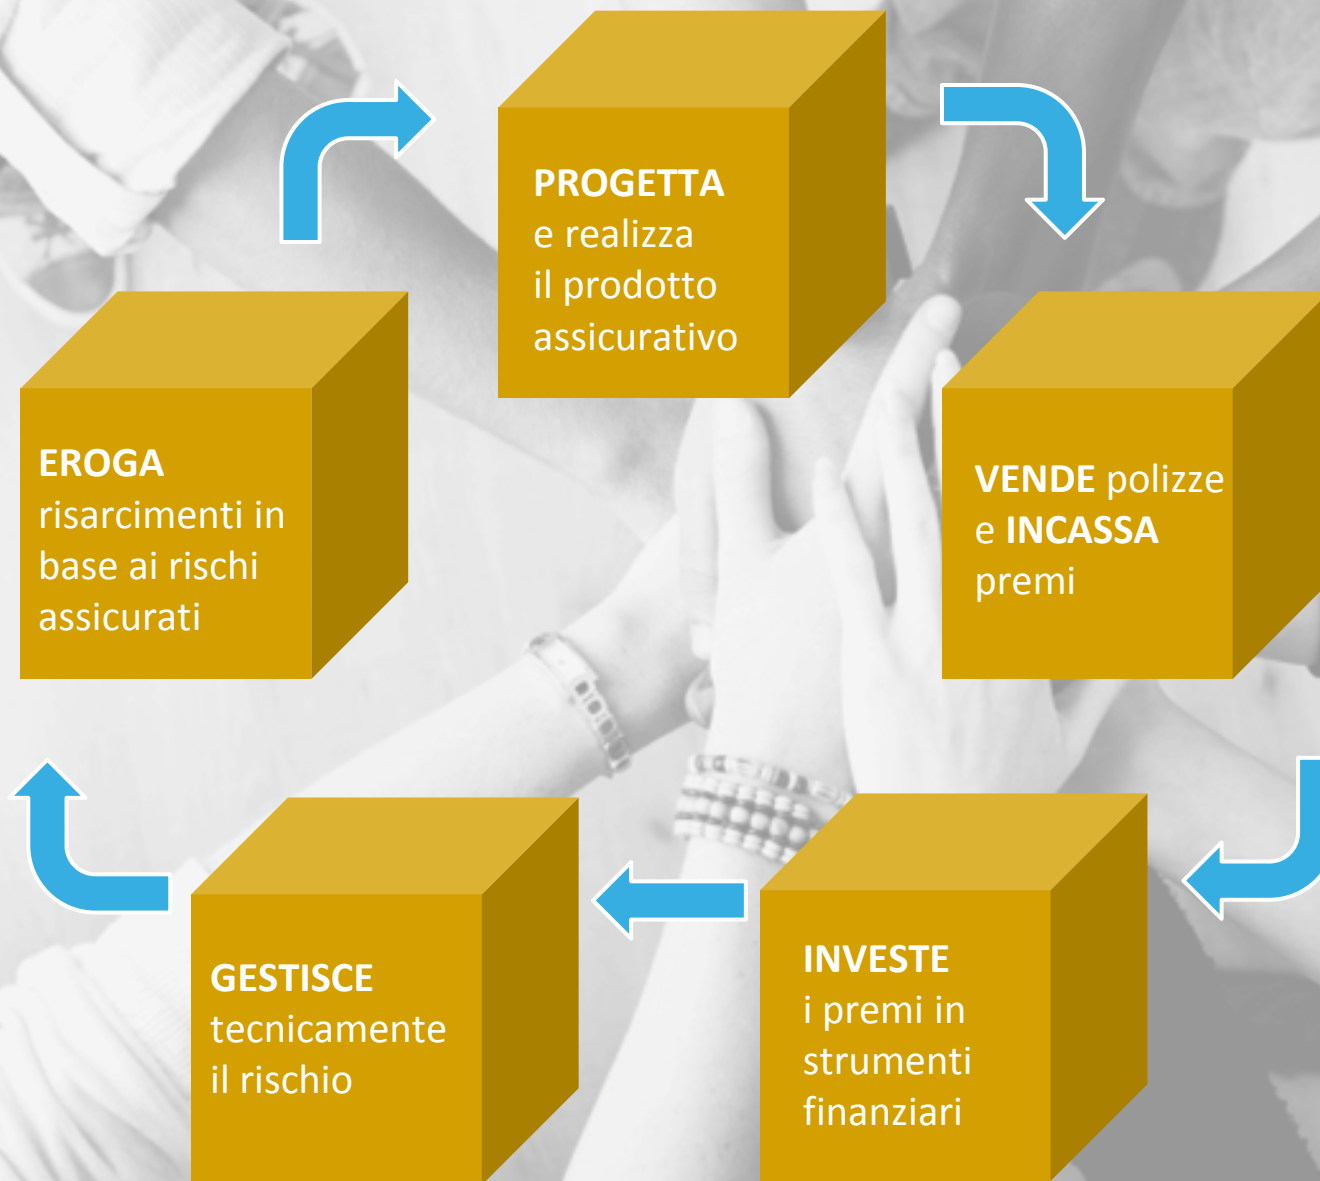 PROGETTA
e realizza
il prodotto
assicurativo
EROGA
risarcimenti in
base ai rischi
assicurati
VENDE polizze
e INCASSA
premi
GESTISCE
tecnicamente
il rischio
INVESTE
i premi in
strumenti
finanziari